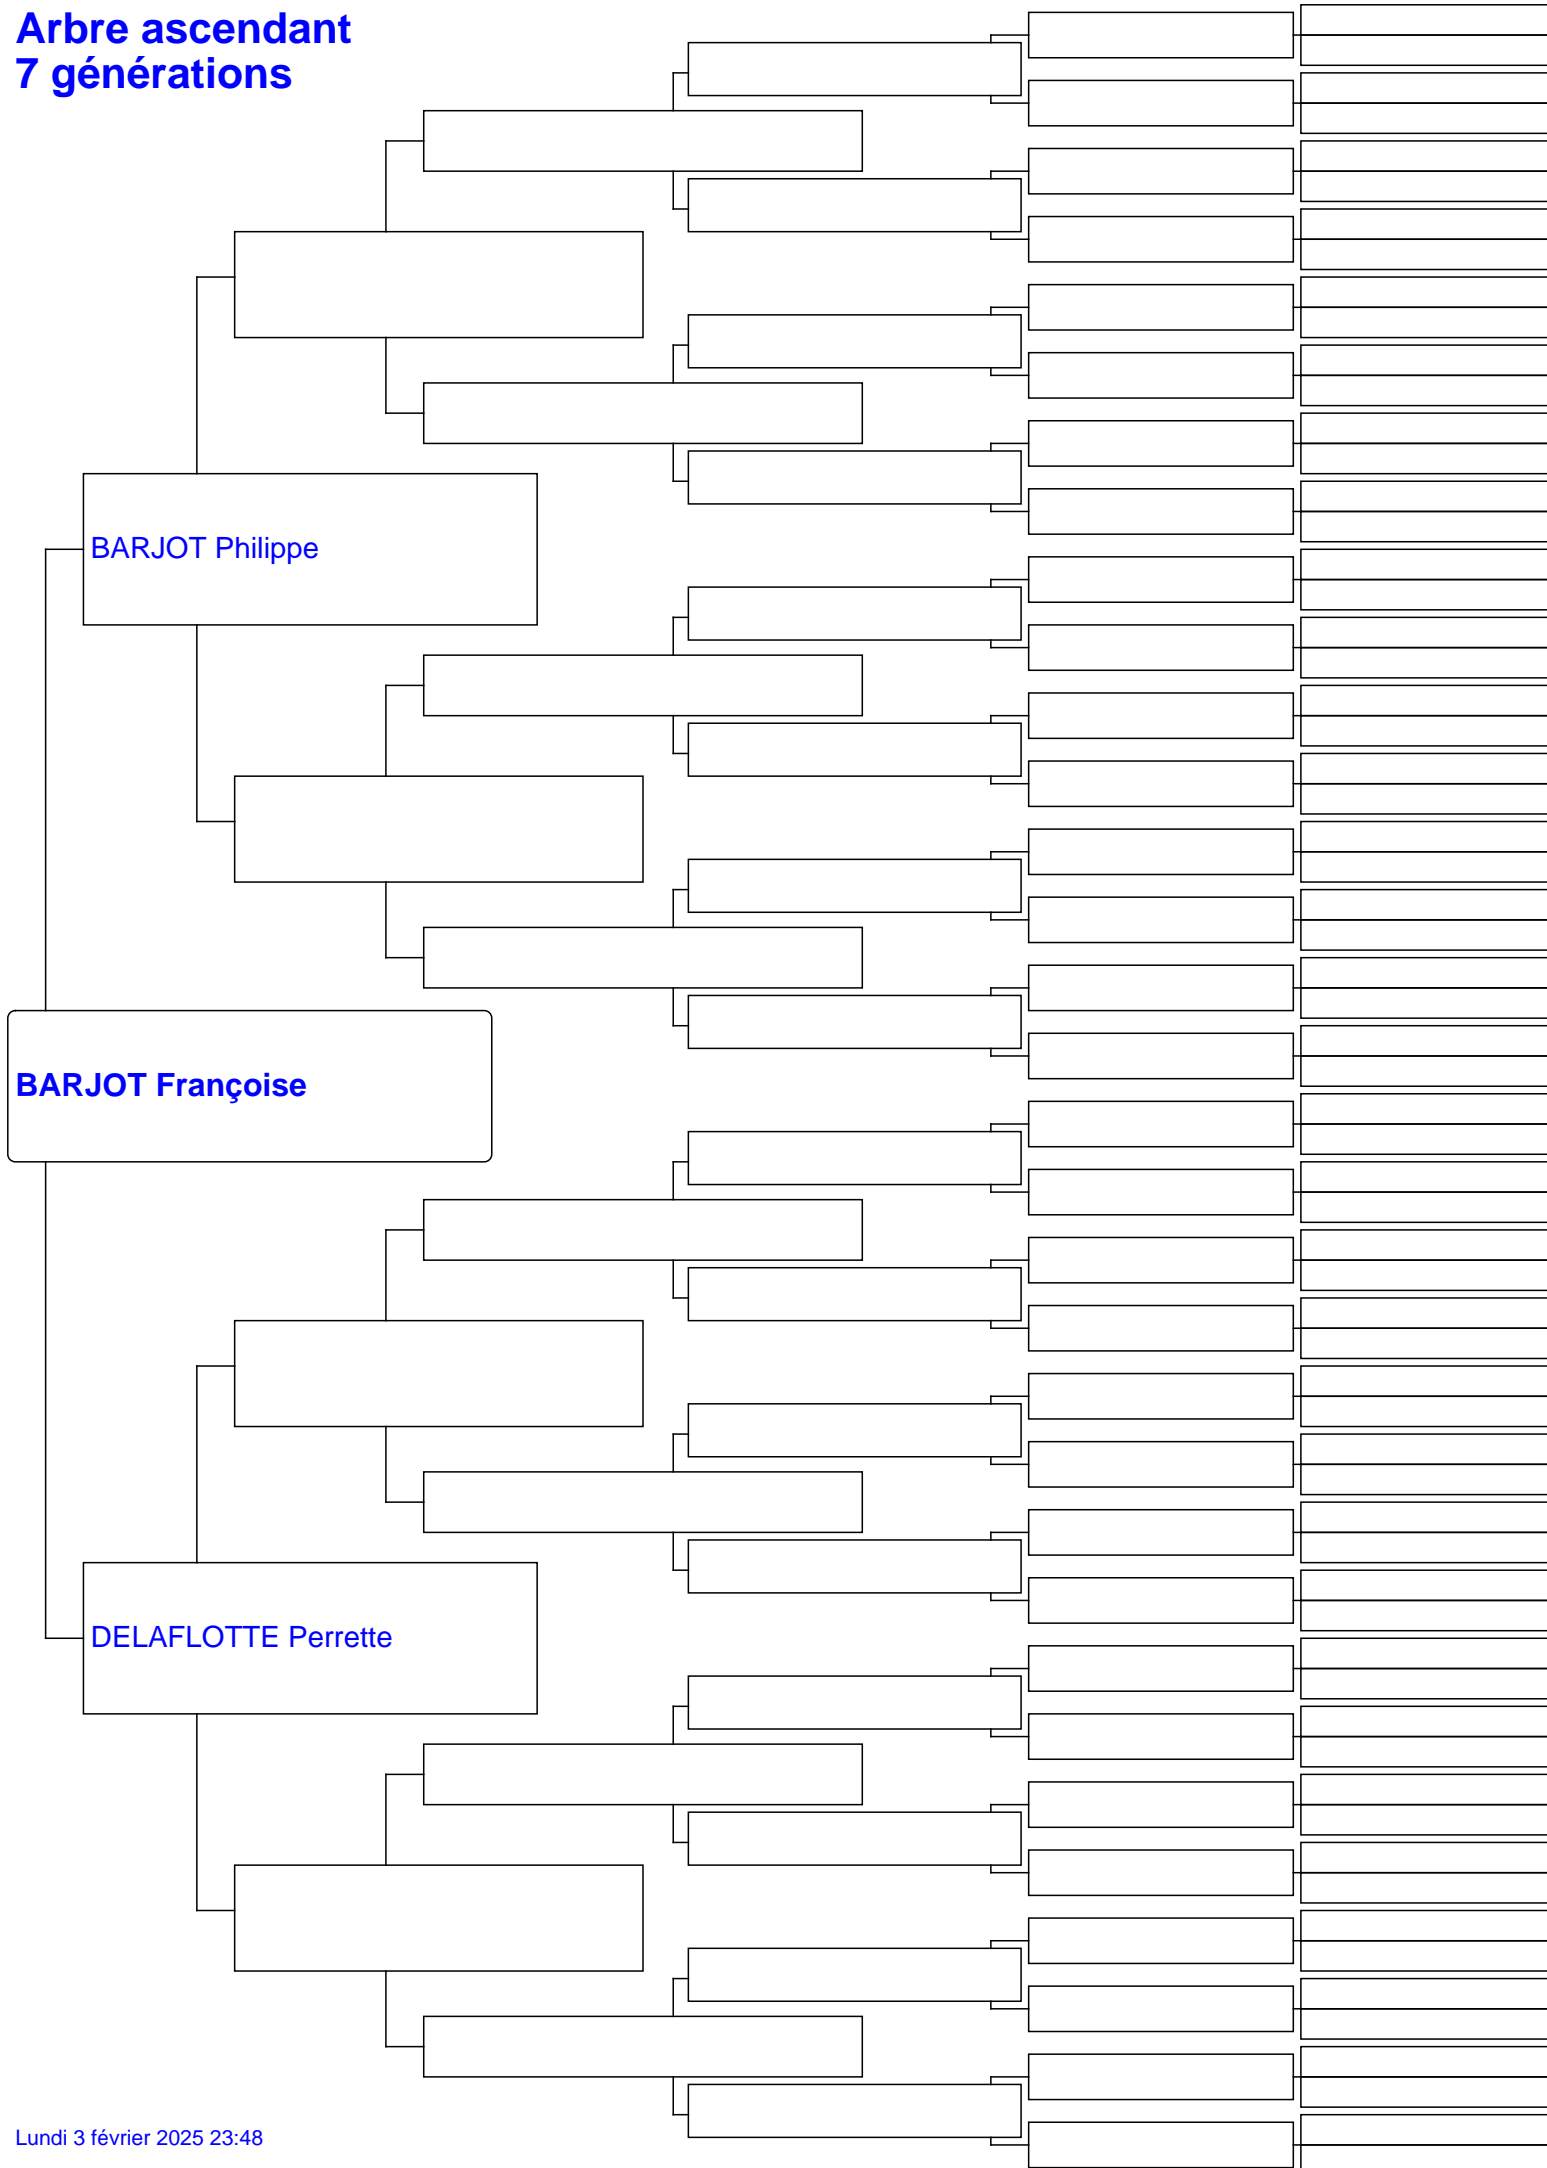 Arbre ascendant
7 générations
BARJOT Philippe
BARJOT Françoise
DELAFLOTTE Perrette
Lundi 3 février 2025 23:48